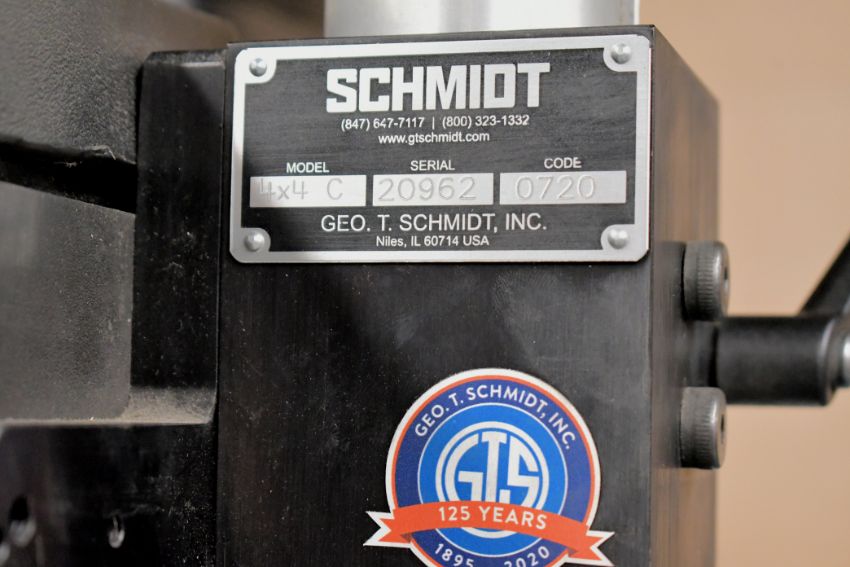 SCHMIDT
(847) 647-7117 | (800) 323-1332
www.gtschmidt.com
MODEL SERIAL CODE
4x4 C 20962 0720
GEO. T. SCHMIDT, INC.
Niles, IL 60714 USA
GEO. T. SCHMIDT, INC.
GTS
125 YEARS
1895 2020